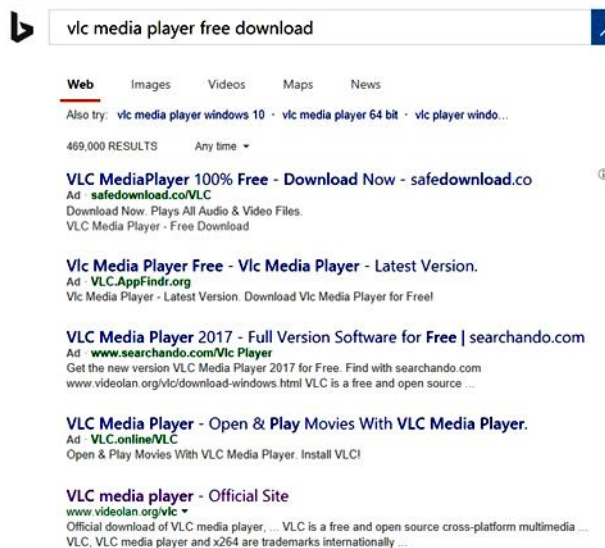 vlc media player free download
Web Images Videos Maps News
Also try: vlc media player windows 10 · vlc media player 64 bit · vlc player windo...
469,000 RESULTS Any time
VLC MediaPlayer 100% Free - Download Now - safedownload.co
Ad · safedownload.co/VLC
Download Now. Plays All Audio & Video Files.
VLC Media Player - Free Download
Vlc Media Player Free - Vlc Media Player - Latest Version.
Ad · VLC.AppFindr.org
Vlc Media Player - Latest Version. Download Vlc Media Player for Free!
VLC Media Player 2017 - Full Version Software for Free | searchando.com
Ad · www.searchando.com/Vlc Player
Get the new version VLC Media Player 2017 for Free. Find with searchando.com
www.videolan.org/vlc/download-windows.html VLC is a free and open source ...
VLC Media Player - Open & Play Movies With VLC Media Player.
Ad · VLC.online/VLC
Open & Play Movies With VLC Media Player. Install VLC!
VLC media player - Official Site
www.videolan.org/vlc
Official download of VLC media player, ... VLC is a free and open source cross-platform multimedia ...
VLC, VLC media player and x264 are trademarks internationally ...